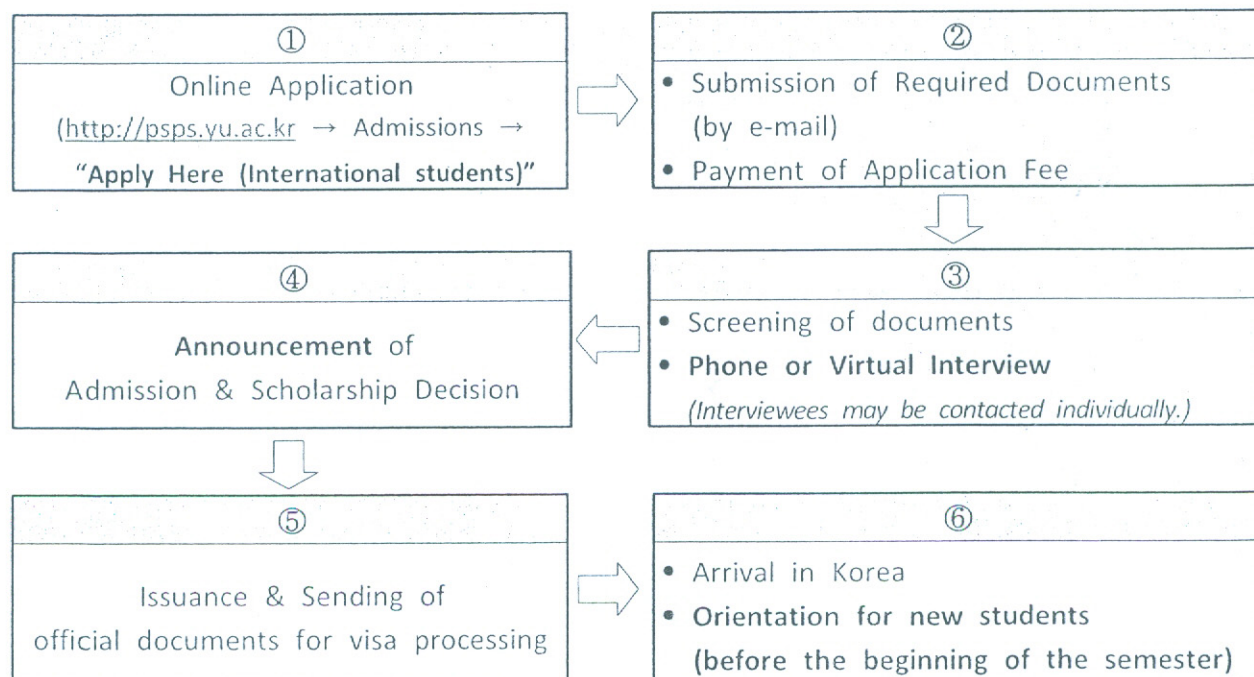 ①
Online Application
(http://psps.yu.ac.kr → Admissions →
“Apply Here (International students)”
②
• Submission of Required Documents
(by e-mail)
• Payment of Application Fee
③
• Screening of documents
• Phone or Virtual Interview
(Interviewees may be contacted individually.)
④
Announcement of
Admission & Scholarship Decision
⑤
Issuance & Sending of
official documents for visa processing
⑥
• Arrival in Korea
• Orientation for new students
(before the beginning of the semester)